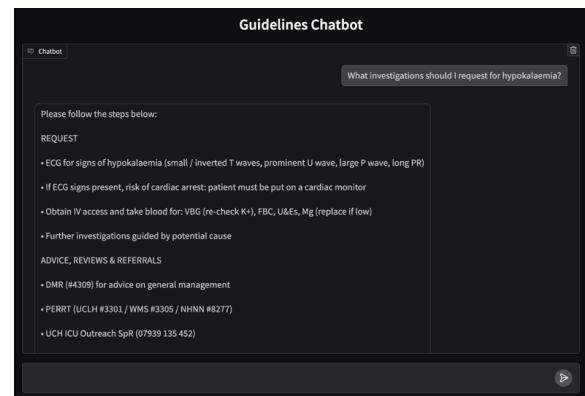 Guidelines Chatbot
Chatbot
What investigations should I request for hypokalaemia?
Please follow the steps below:
REQUEST
• ECG for signs of hypokalaemia (small / inverted T waves, prominent U wave, large P wave, long PR)
• If ECG signs present, risk of cardiac arrest: patient must be put on a cardiac monitor
• Obtain IV access and take blood for: VBG (re-check K+), FBC, U&Es, Mg (replace if low)
• Further investigations guided by potential cause
ADVICE, REVIEWS & REFERRALS
• DMR (#4309) for advice on general management
• PERRT (UCLH #3301 / WMS #3305 / NHNN #8277)
• UCH ICU Outreach SpR (07939 135 452)